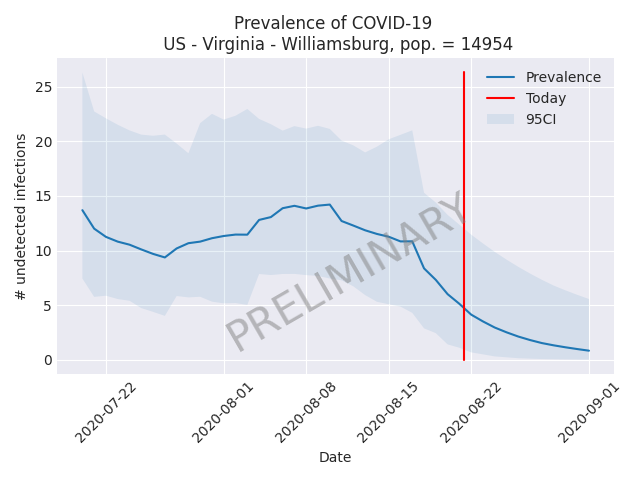 Prevalence of COVID-19
US - Virginia - Williamsburg, pop. = 14954
Prevalence
Today
95CI
# undetected infections
25
20
15
10
5
0
PRELIMINARY
2020-07-22
2020-08-01
2020-08-08
2020-08-15
2020-08-22
2020-09-01
Date